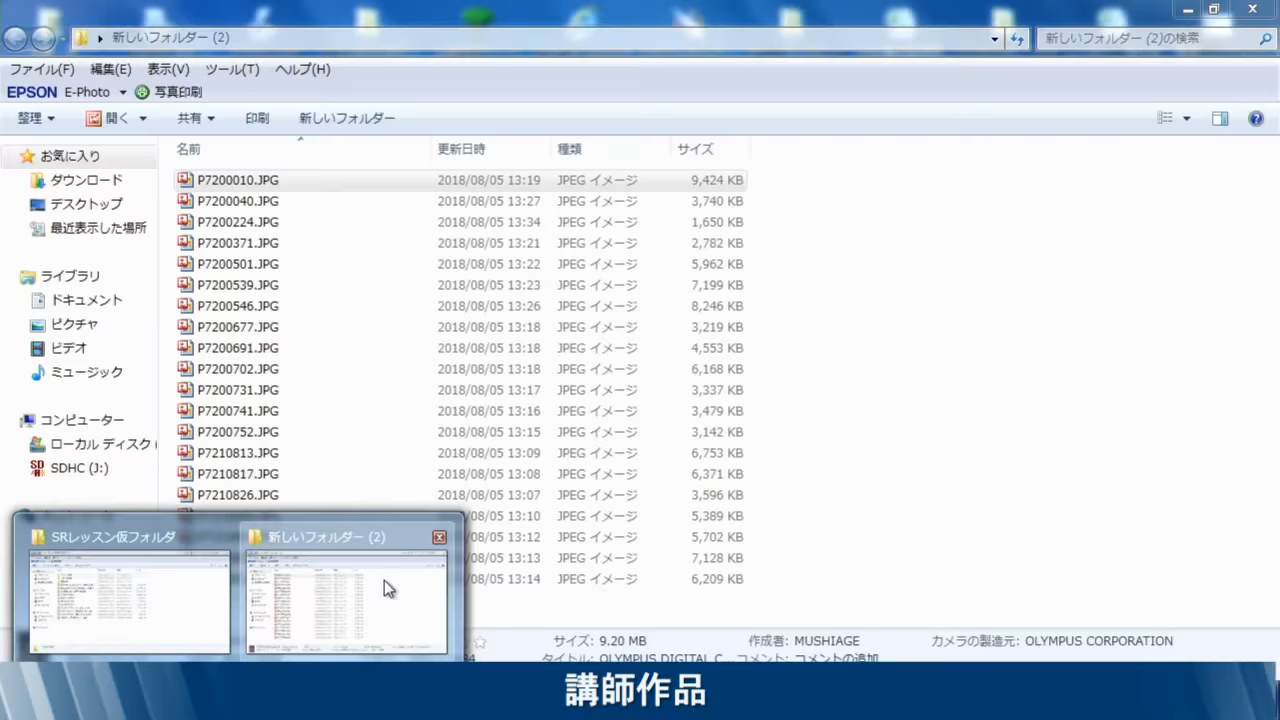 新しいフォルダー (2)
新しいフォルダー (2)の検索
ファイル(F) 編集(E) 表示(V) ツール(T) ヘルプ(H)
EPSON E-Photo 写真印刷
整理 開く 共有 印刷 新しいフォルダー
名前 更新日時 種類 サイズ
お気に入り
ダウンロード
デスクトップ
最近表示した場所
ライブラリ
ドキュメント
ピクチャ
ビデオ
ミュージック
コンピューター
ローカル ディスク (
SDHC (J:)
P7200010.JPG 2018/08/05 13:19 JPEG イメージ 9,424 KB
P7200040.JPG 2018/08/05 13:27 JPEG イメージ 3,740 KB
P7200224.JPG 2018/08/05 13:34 JPEG イメージ 1,650 KB
P7200371.JPG 2018/08/05 13:21 JPEG イメージ 2,782 KB
P7200501.JPG 2018/08/05 13:22 JPEG イメージ 5,962 KB
P7200539.JPG 2018/08/05 13:23 JPEG イメージ 7,199 KB
P7200546.JPG 2018/08/05 13:26 JPEG イメージ 8,246 KB
P7200677.JPG 2018/08/05 13:18 JPEG イメージ 3,219 KB
P7200691.JPG 2018/08/05 13:18 JPEG イメージ 4,553 KB
P7200702.JPG 2018/08/05 13:18 JPEG イメージ 6,168 KB
P7200731.JPG 2018/08/05 13:17 JPEG イメージ 3,337 KB
P7200741.JPG 2018/08/05 13:16 JPEG イメージ 3,479 KB
P7200752.JPG 2018/08/05 13:15 JPEG イメージ 3,142 KB
P7210813.JPG 2018/08/05 13:09 JPEG イメージ 6,753 KB
P7210817.JPG 2018/08/05 13:08 JPEG イメージ 6,371 KB
P7210826.JPG 2018/08/05 13:07 JPEG イメージ 3,596 KB
/08/05 13:10 JPEG イメージ 5,389 KB
/08/05 13:12 JPEG イメージ 5,702 KB
/08/05 13:13 JPEG イメージ 7,128 KB
/08/05 13:14 JPEG イメージ 6,209 KB
SRレッスン仮フォルダ 新しいフォルダー (2)
サイズ: 9.20 MB 作成者: MUSHIAGE カメラの製造元: OLYMPUS CORPORATION
タイトル: OLYMPUS DIGITAL C... コメント: コメントの追加
講師作品